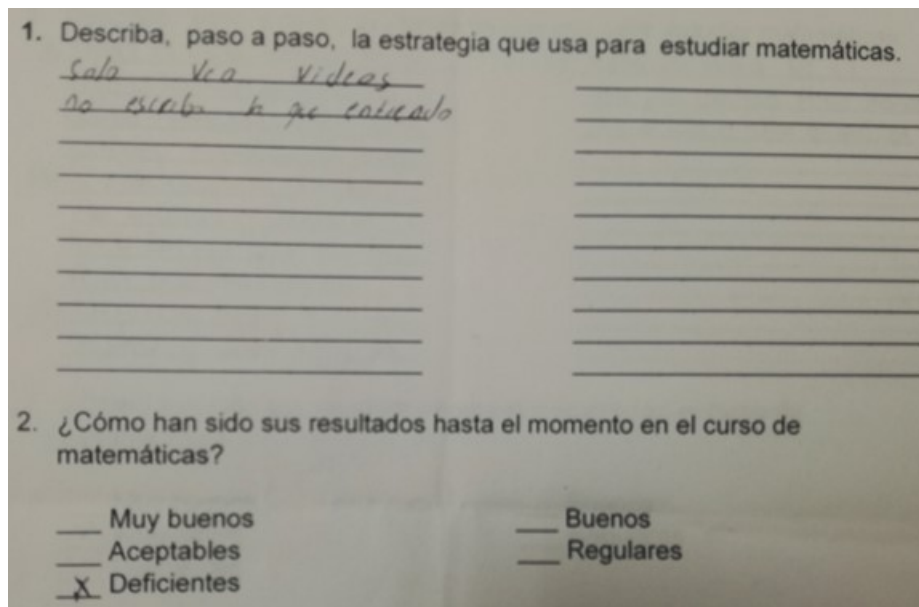 1. Describa, paso a paso, la estrategia que usa para estudiar matemáticas.
Solo veo videos
no escribo lo que entiendo
2. ¿Cómo han sido sus resultados hasta el momento en el curso de
matemáticas?
___ Muy buenos ___ Buenos
___ Aceptables ___ Regulares
_X_ Deficientes